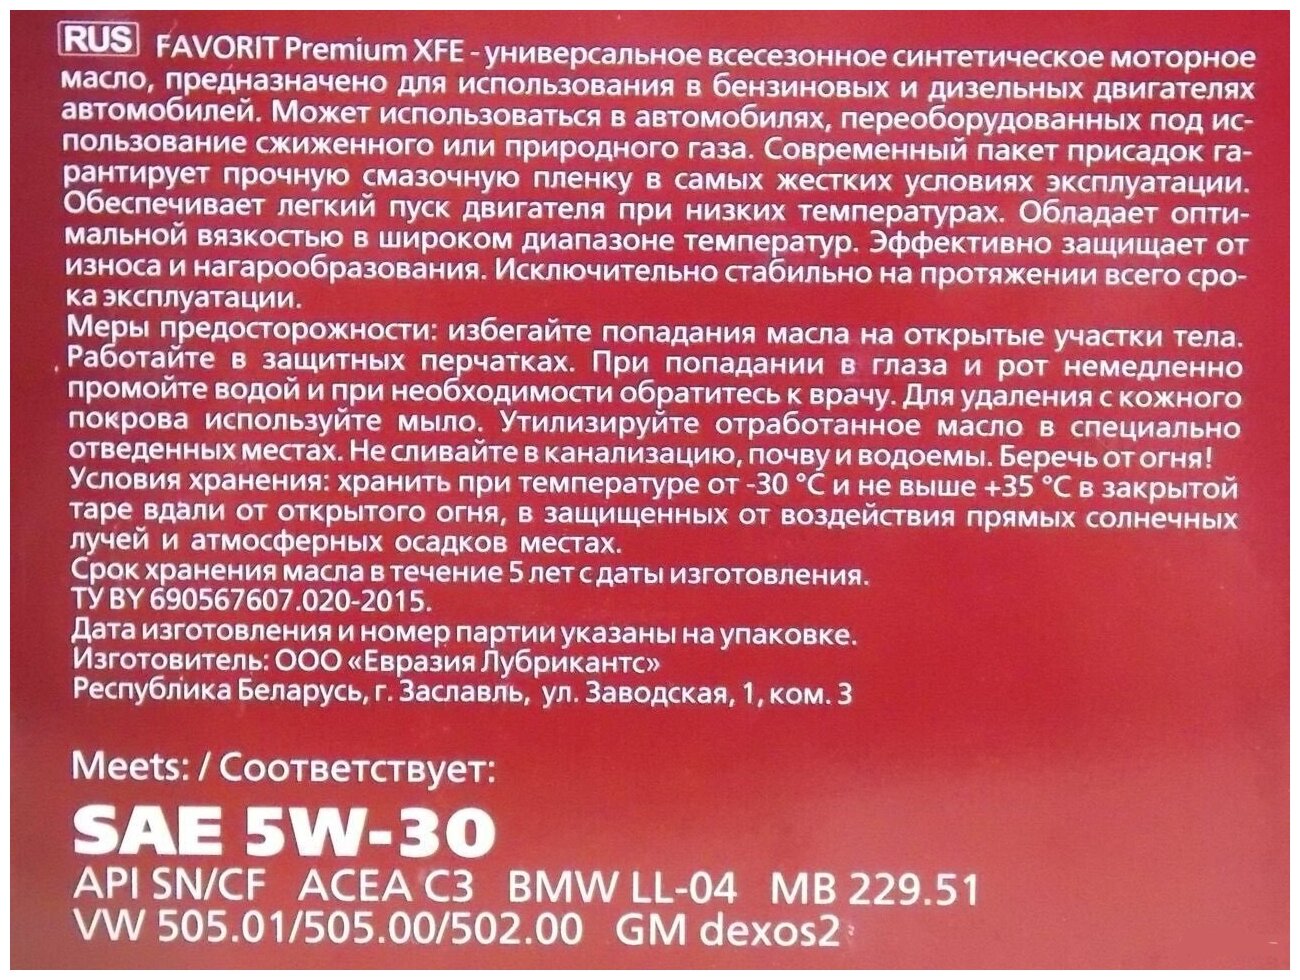 RUS FAVORIT Premium XFE - универсальное всесезонное синтетическое моторное
масло, предназначено для использования в бензиновых и дизельных двигателях
автомобилей. Может использоваться в автомобилях, переоборудованных под ис-
пользование сжиженного или природного газа. Современный пакет присадок га-
рантирует прочную смазочную пленку в самых жестких условиях эксплуатации.
Обеспечивает легкий пуск двигателя при низких температурах. Обладает опти-
мальной вязкостью в широком диапазоне температур. Эффективно защищает от
износа и нагарообразования. Исключительно стабильно на протяжении всего сро-
ка эксплуатации.
Меры предосторожности: избегайте попадания масла на открытые участки тела.
Работайте в защитных перчатках. При попадании в глаза и рот немедленно
промойте водой и при необходимости обратитесь к врачу. Для удаления с кожного
покрова используйте мыло. Утилизируйте отработанное масло в специально
отведенных местах. Не сливайте в канализацию, почву и водоемы. Беречь от огня!
Условия хранения: хранить при температуре от -30 °C и не выше +35 °C в закрытой
таре вдали от открытого огня, в защищенных от воздействия прямых солнечных
лучей и атмосферных осадков местах.
Срок хранения масла в течение 5 лет с даты изготовления.
ТУ BY 690567607.020-2015.
Дата изготовления и номер партии указаны на упаковке.
Изготовитель: ООО «Евразия Лубрикантс»
Республика Беларусь, г. Заславль, ул. Заводская, 1, ком. 3
Meets: / Соответствует:
SAE 5W-30
API SN/CF ACEA C3 BMW LL-04 MB 229.51
VW 505.01/505.00/502.00 GM dexos2